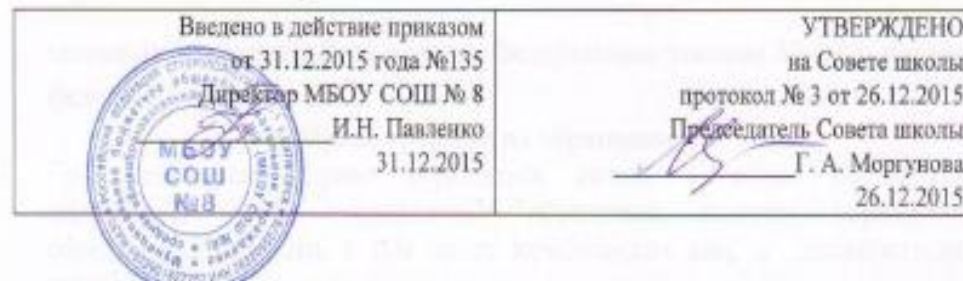 Введено в действие приказом
от 31.12.2015 года №135
Директор МБОУ СОШ № 8
И.Н. Павленко
31.12.2015
УТВЕРЖДЕНО
на Совете школы
протокол № 3 от 26.12.2015
Председатель Совета школы
Г. А. Моргунова
26.12.2015
МБОУ
СОШ
№8